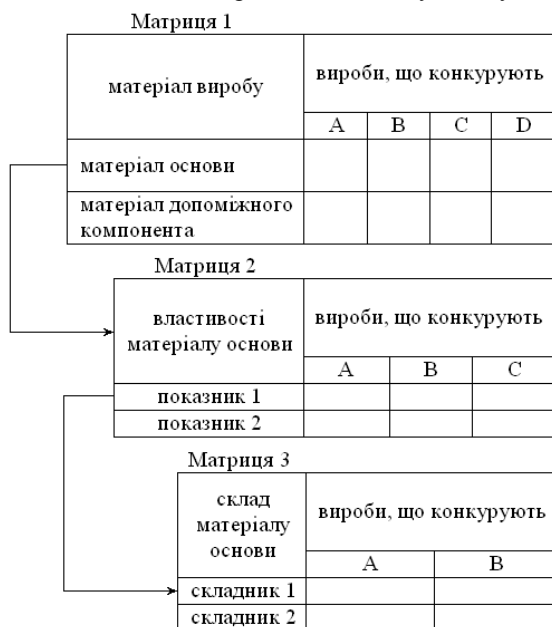 Матриця 1
матеріал виробу
вироби, що конкурують
A B C D
матеріал основи
матеріал допоміжного
компонента
Матриця 2
властивості
матеріалу основи
вироби, що конкурують
A B C
показник 1
показник 2
Матриця 3
склад
матеріалу
основи
вироби, що конкурують
A B
складник 1
складник 2